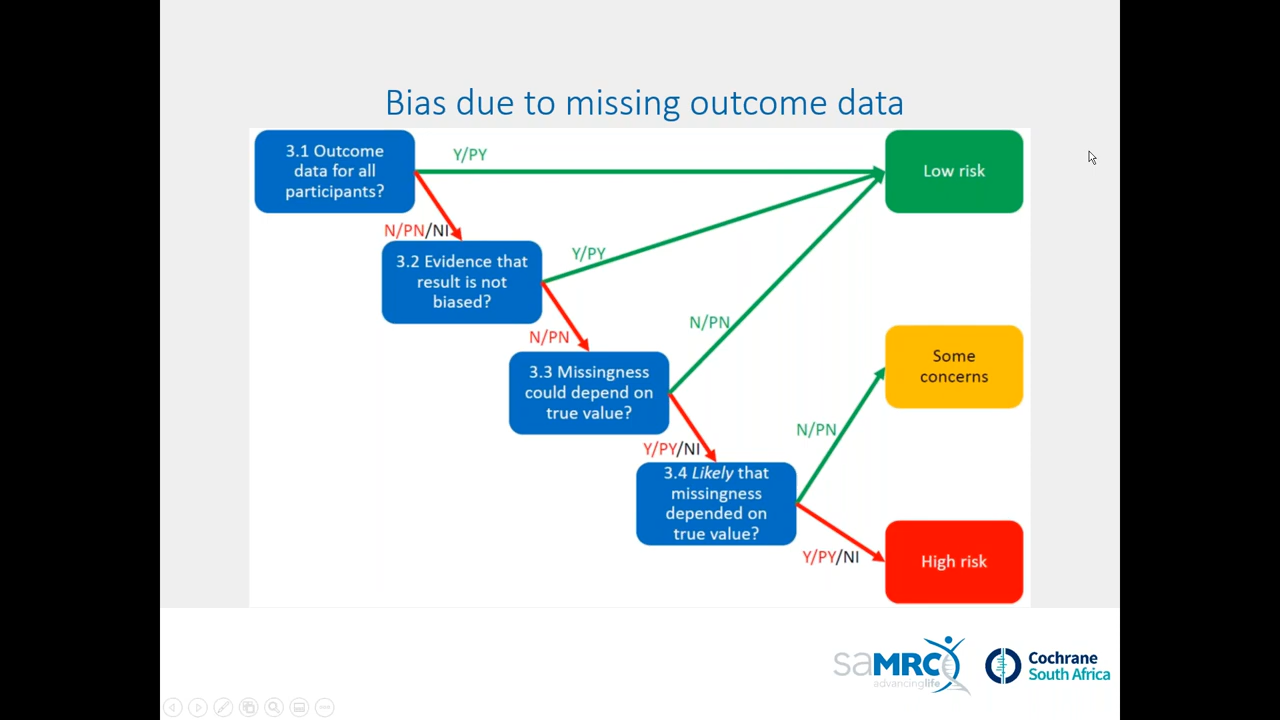 Bias due to missing outcome data
3.1 Outcome
data for all
participants?
Y/PY
Low risk
N/PN/NI
3.2 Evidence that
result is not
biased?
Y/PY
N/PN
3.3 Missingness
could depend on
true value?
N/PN
Some
concerns
Y/PY/NI
3.4 Likely that
missingness
depended on
true value?
N/PN
Y/PY/NI
High risk
saMRC
advancinglife
Cochrane
South Africa